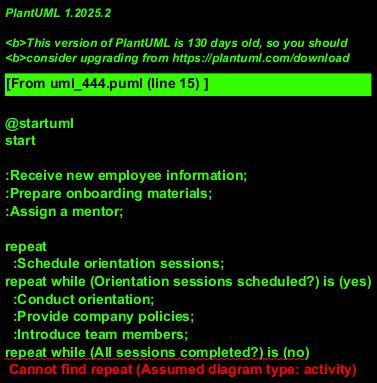 PlantUML 1.2025.2
<b>This version of PlantUML is 130 days old, so you should
<b>consider upgrading from https://plantuml.com/download
[From uml_444.puml (line 15) ]
@startuml
start
:Receive new employee information;
:Prepare onboarding materials;
:Assign a mentor;
repeat
:Schedule orientation sessions;
repeat while (Orientation sessions scheduled?) is (yes)
:Conduct orientation;
:Provide company policies;
:Introduce team members;
repeat while (All sessions completed?) is (no)
Cannot find repeat (Assumed diagram type: activity)